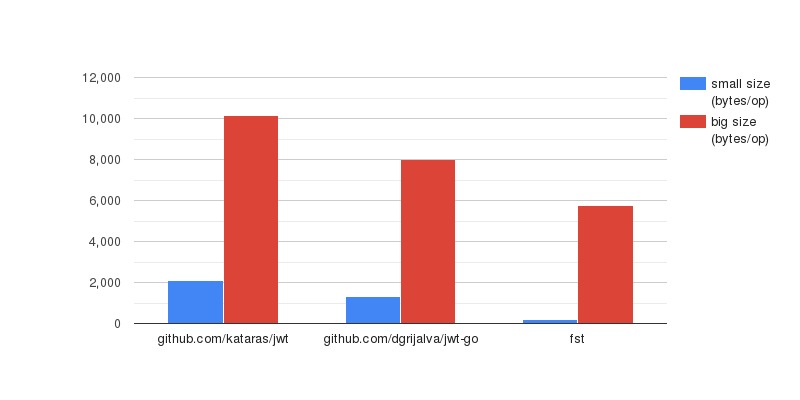 12,000
10,000
8,000
6,000
4,000
2,000
0
github.com/kataras/jwt
github.com/dgrijalva/jwt-go
fst
small size
(bytes/op)
big size
(bytes/op)